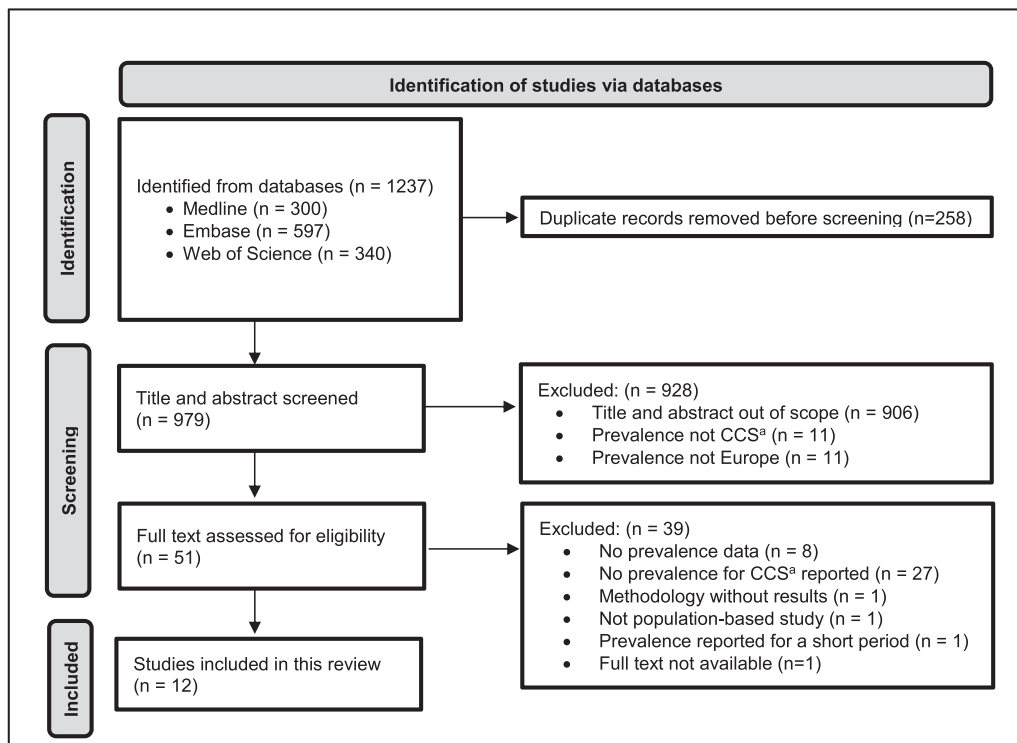 Identification of studies via databases
Identification
Identified from databases (n = 1237)
• Medline (n = 300)
• Embase (n = 597)
• Web of Science (n = 340)
Duplicate records removed before screening (n=258)
Screening
Title and abstract screened
(n = 979)
Excluded: (n = 928)
• Title and abstract out of scope (n = 906)
• Prevalence not CCSᵃ (n = 11)
• Prevalence not Europe (n = 11)
Full text assessed for eligibility
(n = 51)
Excluded: (n = 39)
• No prevalence data (n = 8)
• No prevalence for CCSᵃ reported (n = 27)
• Methodology without results (n = 1)
• Not population-based study (n = 1)
• Prevalence reported for a short period (n = 1)
• Full text not available (n=1)
Included
Studies included in this review
(n = 12)